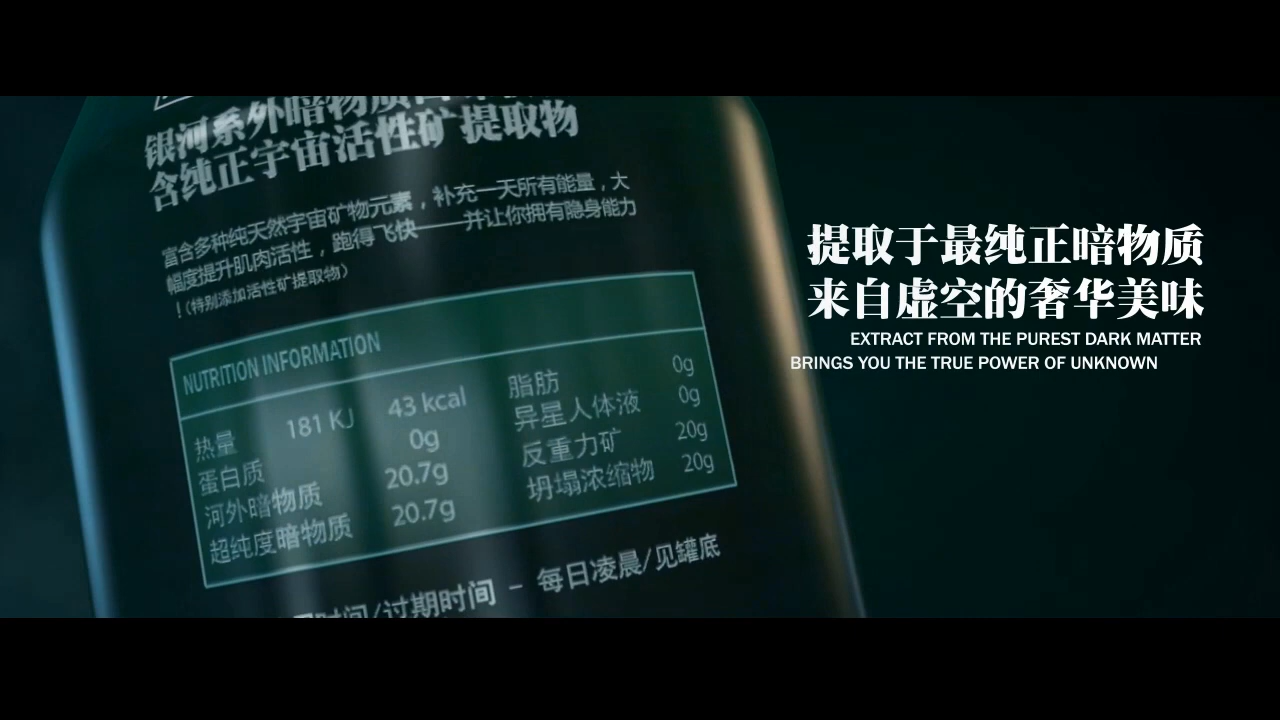 银河系外暗物质
含纯正宇宙活性矿提取物
富含多种纯天然宇宙矿物元素，补充一天所有能量，大
幅度提升肌肉活性，跑得飞快——并让你拥有隐身能力
！（特别添加活性矿提取物）
NUTRITION INFORMATION
热量 181 KJ 43 kcal 脂肪 0g
蛋白质 0g 异星人体液 0g
河外暗物质 20.7g 反重力矿 20g
超纯度暗物质 20.7g 坍塌浓缩物 20g
时间/过期时间 - 每日凌晨/见罐底
提取于最纯正暗物质
来自虚空的奢华美味
EXTRACT FROM THE PUREST DARK MATTER
BRINGS YOU THE TRUE POWER OF UNKNOWN